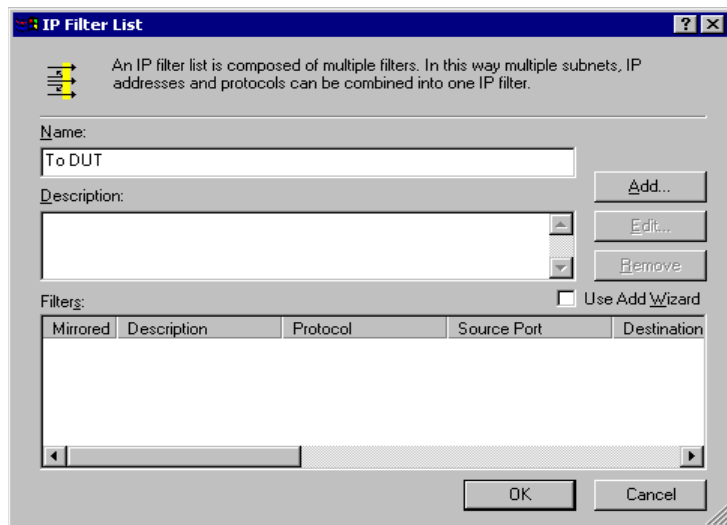 IP Filter List
An IP filter list is composed of multiple filters. In this way multiple subnets, IP
addresses and protocols can be combined into one IP filter.
Name:
To DUT
Add...
Description:
Edit...
Remove
Filters:
Use Add Wizard
Mirrored Description Protocol Source Port Destination
OK Cancel